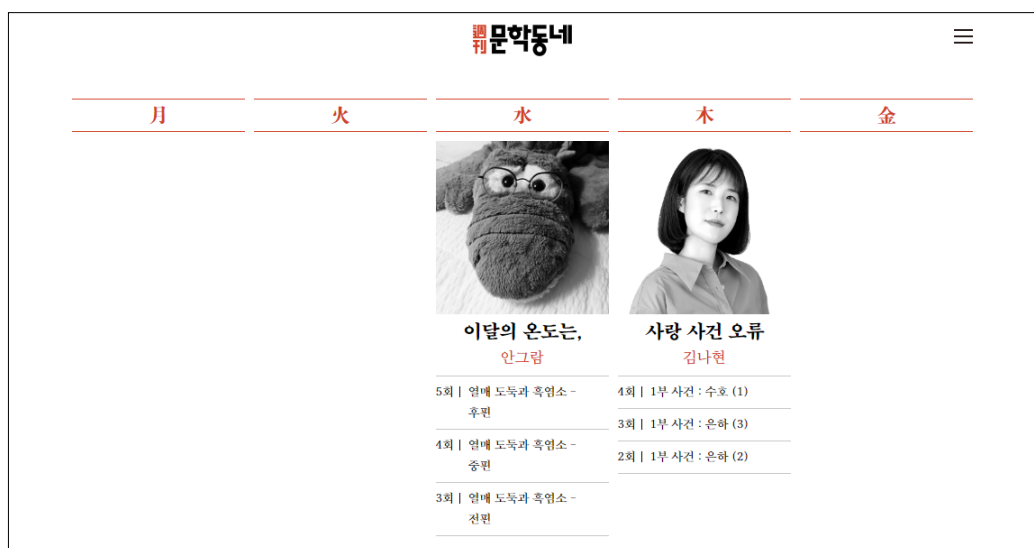 週刊 문학동네
月
火
水
木
金
이달의 온도는,
안그람
5회 | 열매 도둑과 흑염소 –
후편
4회 | 열매 도둑과 흑염소 –
중편
3회 | 열매 도둑과 흑염소 –
전편
사랑 사건 오류
김나현
4회 | 1부 사건 : 수호 (1)
3회 | 1부 사건 : 은하 (3)
2회 | 1부 사건 : 은하 (2)